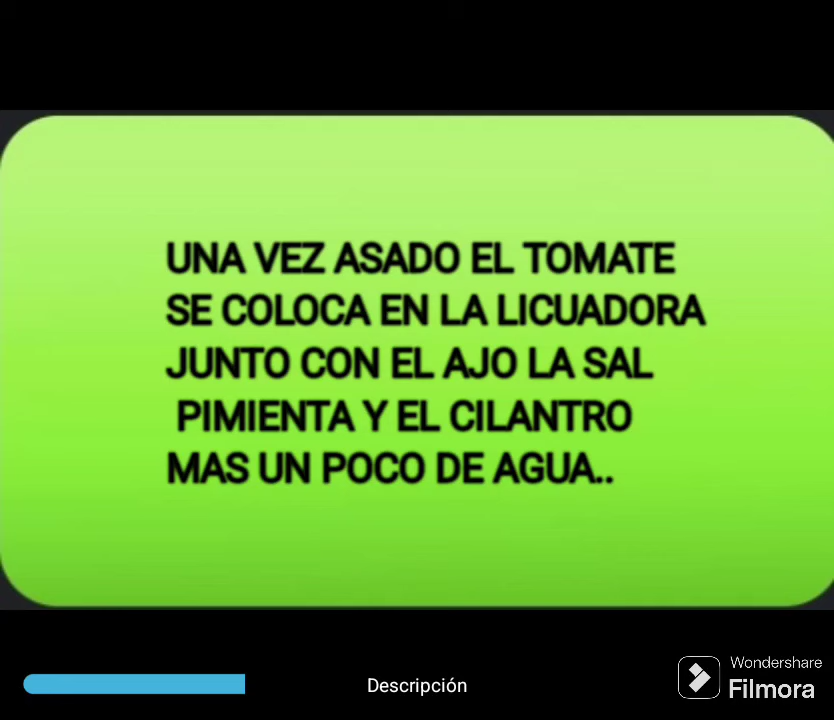 UNA VEZ ASADO EL TOMATE
SE COLOCA EN LA LICUADORA
JUNTO CON EL AJO LA SAL
PIMIENTA Y EL CILANTRO
MAS UN POCO DE AGUA..
Descripción
Wondershare
Filmora